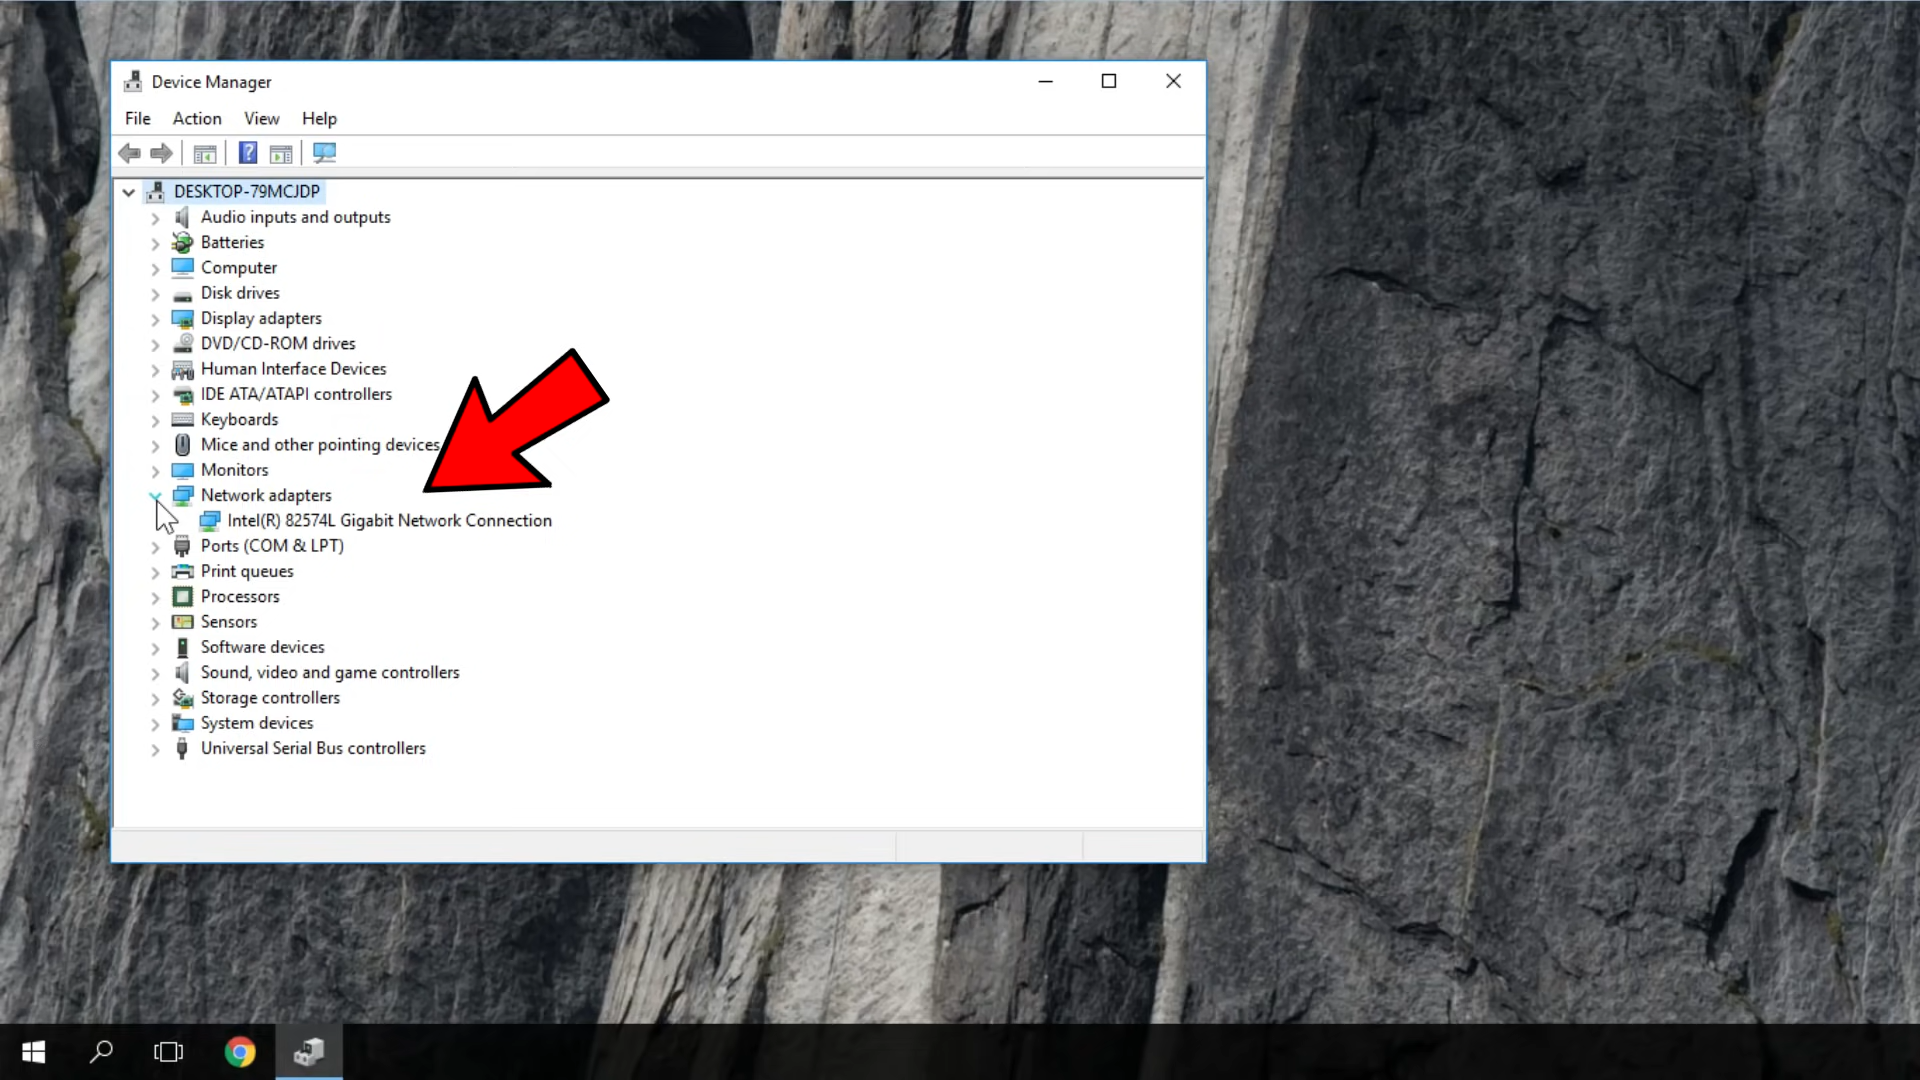 Device Manager
File Action View Help
DESKTOP-79MCJDP
Audio inputs and outputs
Batteries
Computer
Disk drives
Display adapters
DVD/CD-ROM drives
Human Interface Devices
IDE ATA/ATAPI controllers
Keyboards
Mice and other pointing devices
Monitors
Network adapters
Intel(R) 82574L Gigabit Network Connection
Ports (COM & LPT)
Print queues
Processors
Sensors
Software devices
Sound, video and game controllers
Storage controllers
System devices
Universal Serial Bus controllers